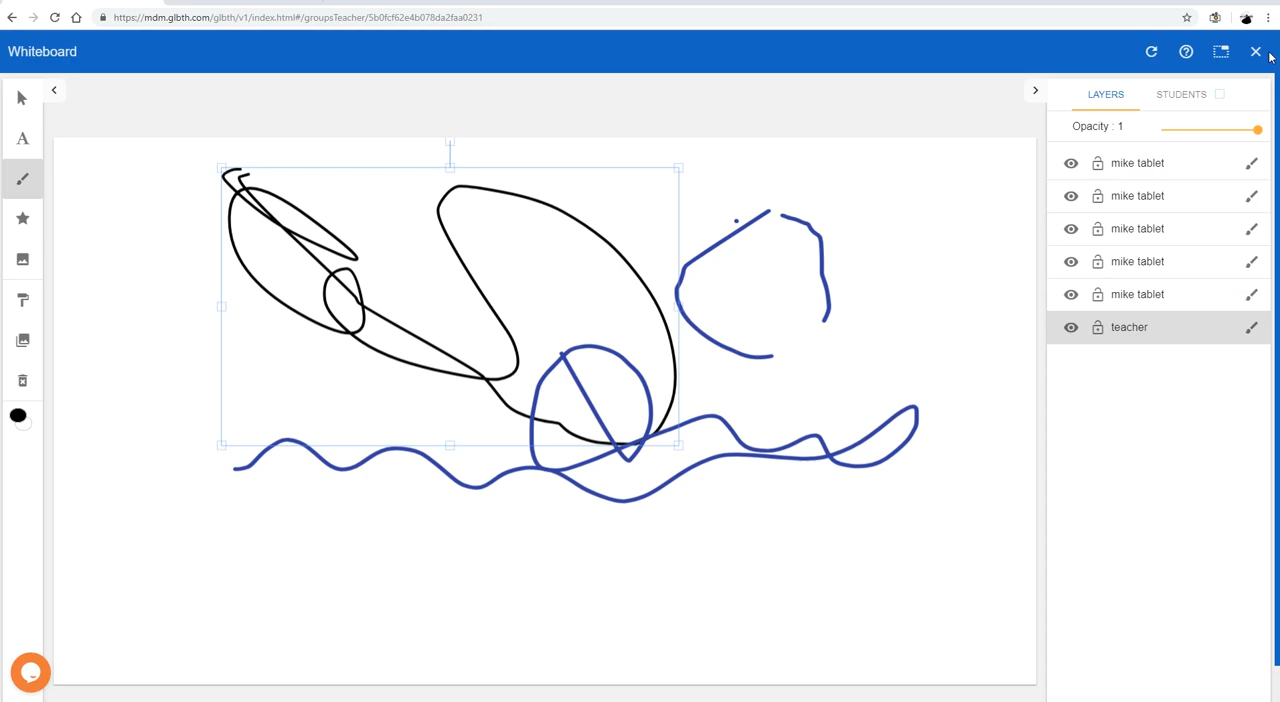 https://mdm.glbth.com/glbth/v1/index.html#/groupsTeacher/5b0fcf62e4b078da2faa0231
Whiteboard
LAYERS STUDENTS
Opacity : 1
mike tablet
mike tablet
mike tablet
mike tablet
mike tablet
teacher
A